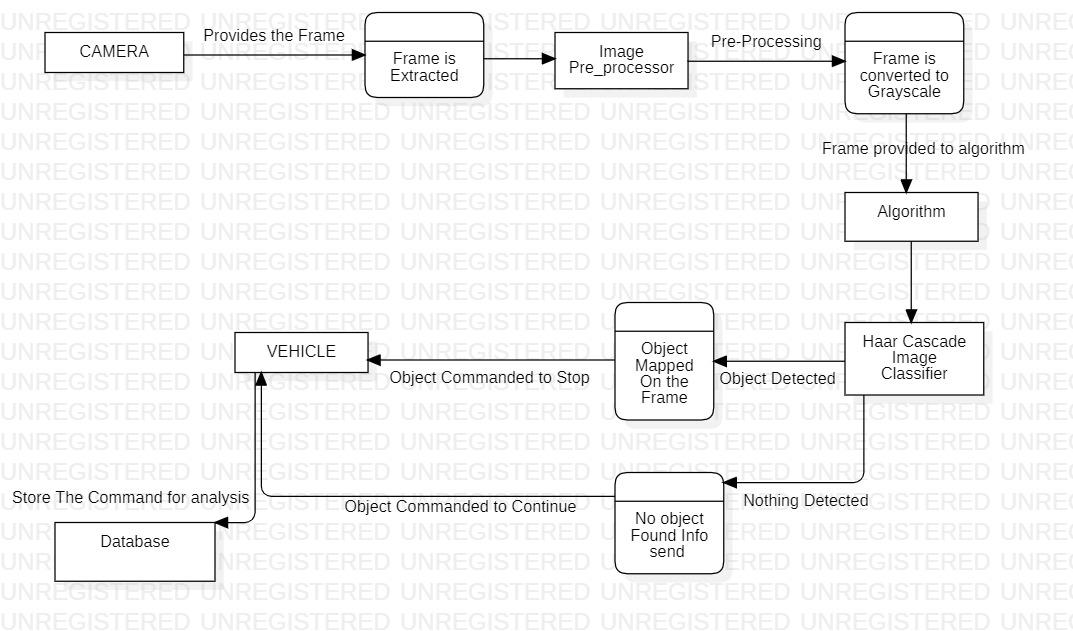 CAMERA
Provides the Frame
Frame is
Extracted
Image
Pre_processor
Pre-Processing
Frame is
converted to
Grayscale
Frame provided to algorithm
Algorithm
Haar Cascade
Image
Classifier
Object Detected
Object
Mapped
On the
Frame
Object Commanded to Stop
VEHICLE
Nothing Detected
No object
Found Info
send
Object Commanded to Continue
Store The Command for analysis
Database
UNREGISTERED